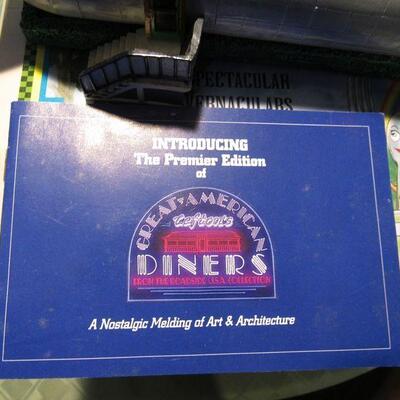 SPECTACULAR
VERNACULARS
INTRODUCING
The Premier Edition
of
GREAT AMERICAN
Lefton's
DINERS
FROM THE ROADSIDE U.S.A. COLLECTION
A Nostalgic Melding of Art & Architecture